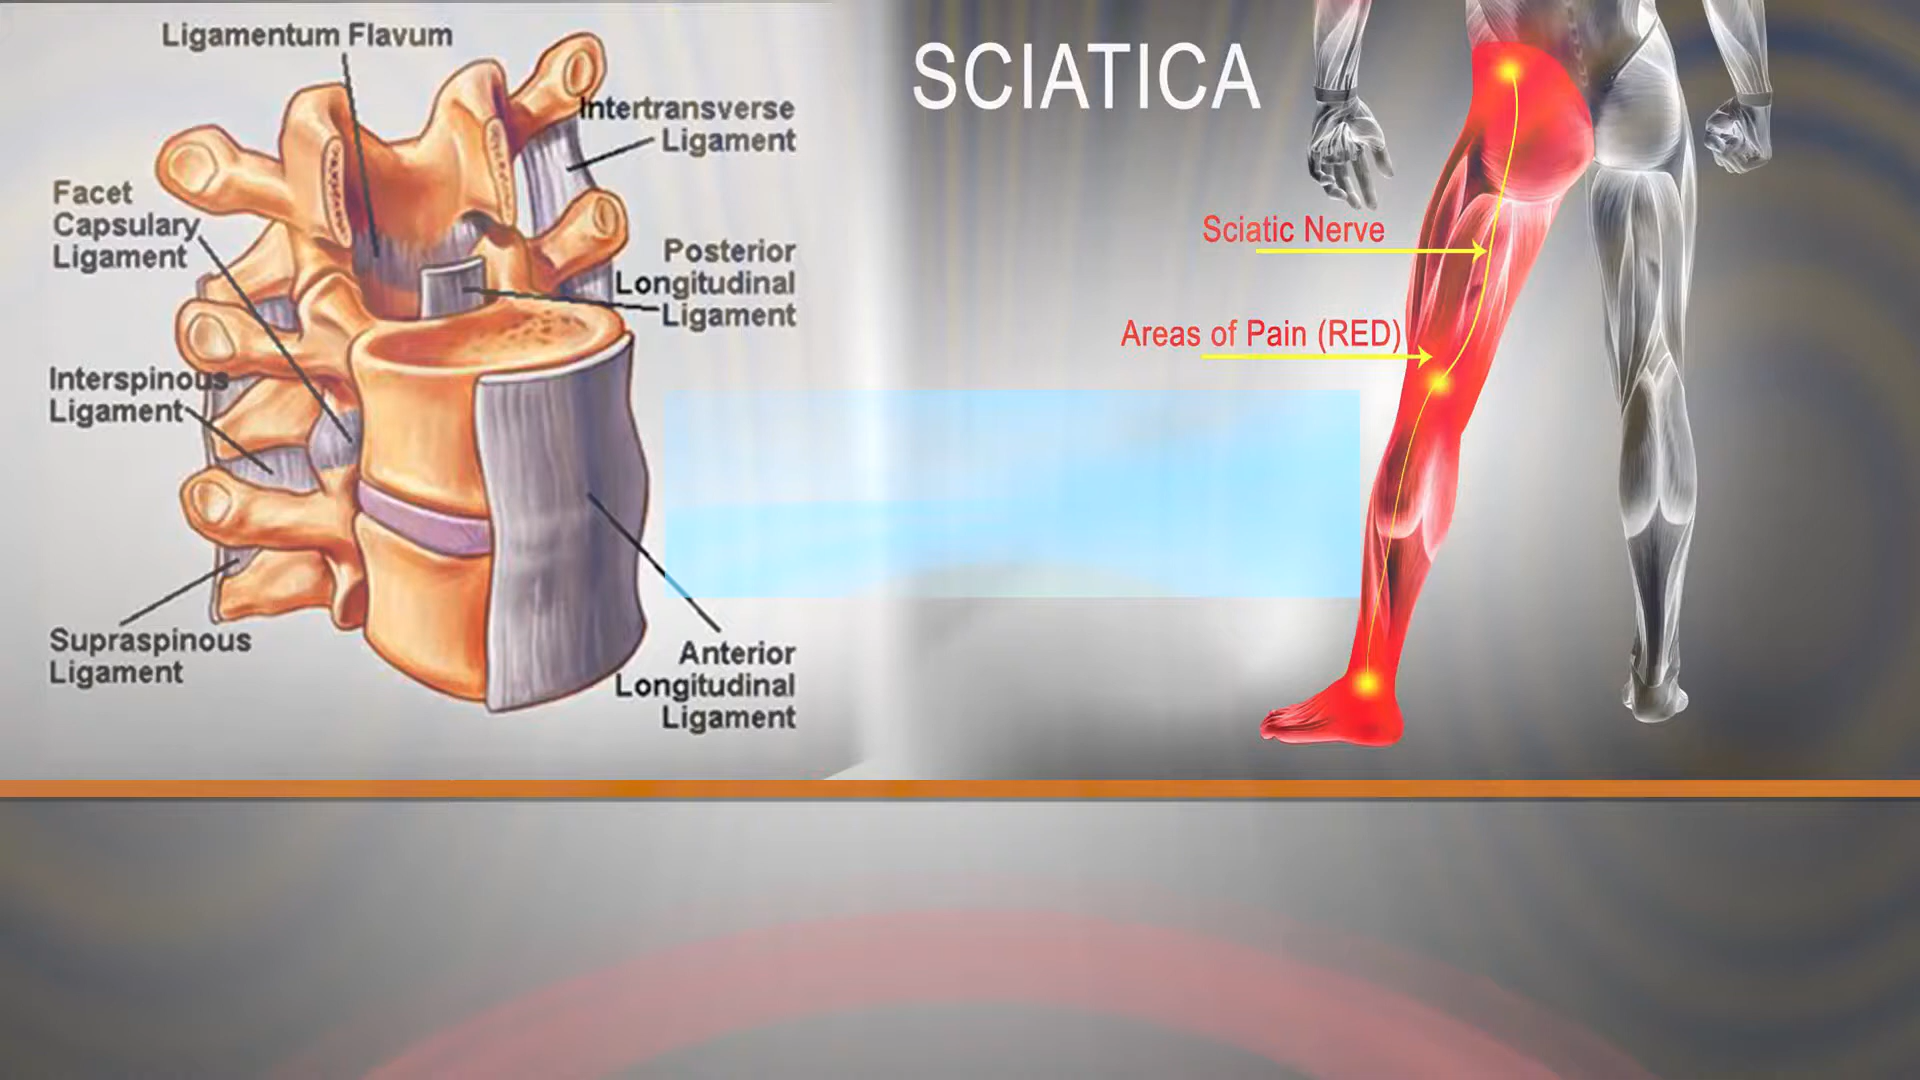 Ligamentum Flavum
Intertransverse
Ligament
Facet
Capsulary
Ligament
Posterior
Longitudinal
Ligament
Interspinous
Ligament
Supraspinous
Ligament
Anterior
Longitudinal
Ligament
SCIATICA
Sciatic Nerve
Areas of Pain (RED)